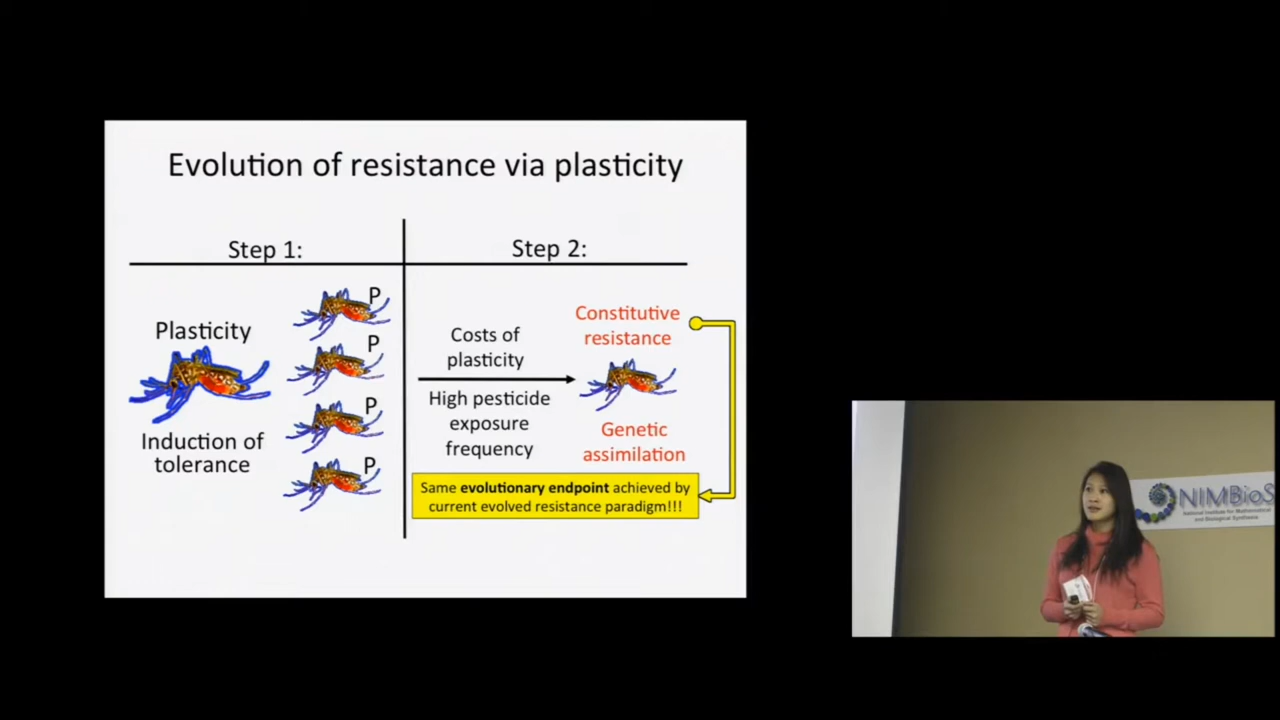 Evolution of resistance via plasticity
Step 1:
Plasticity
Induction of
tolerance
P
P
P
P
Step 2:
Costs of
plasticity
High pesticide
exposure
frequency
Constitutive
resistance
Genetic
assimilation
Same evolutionary endpoint achieved by
current evolved resistance paradigm!!!
NIMBioS
National Institute for Mathematical
and Biological Synthesis